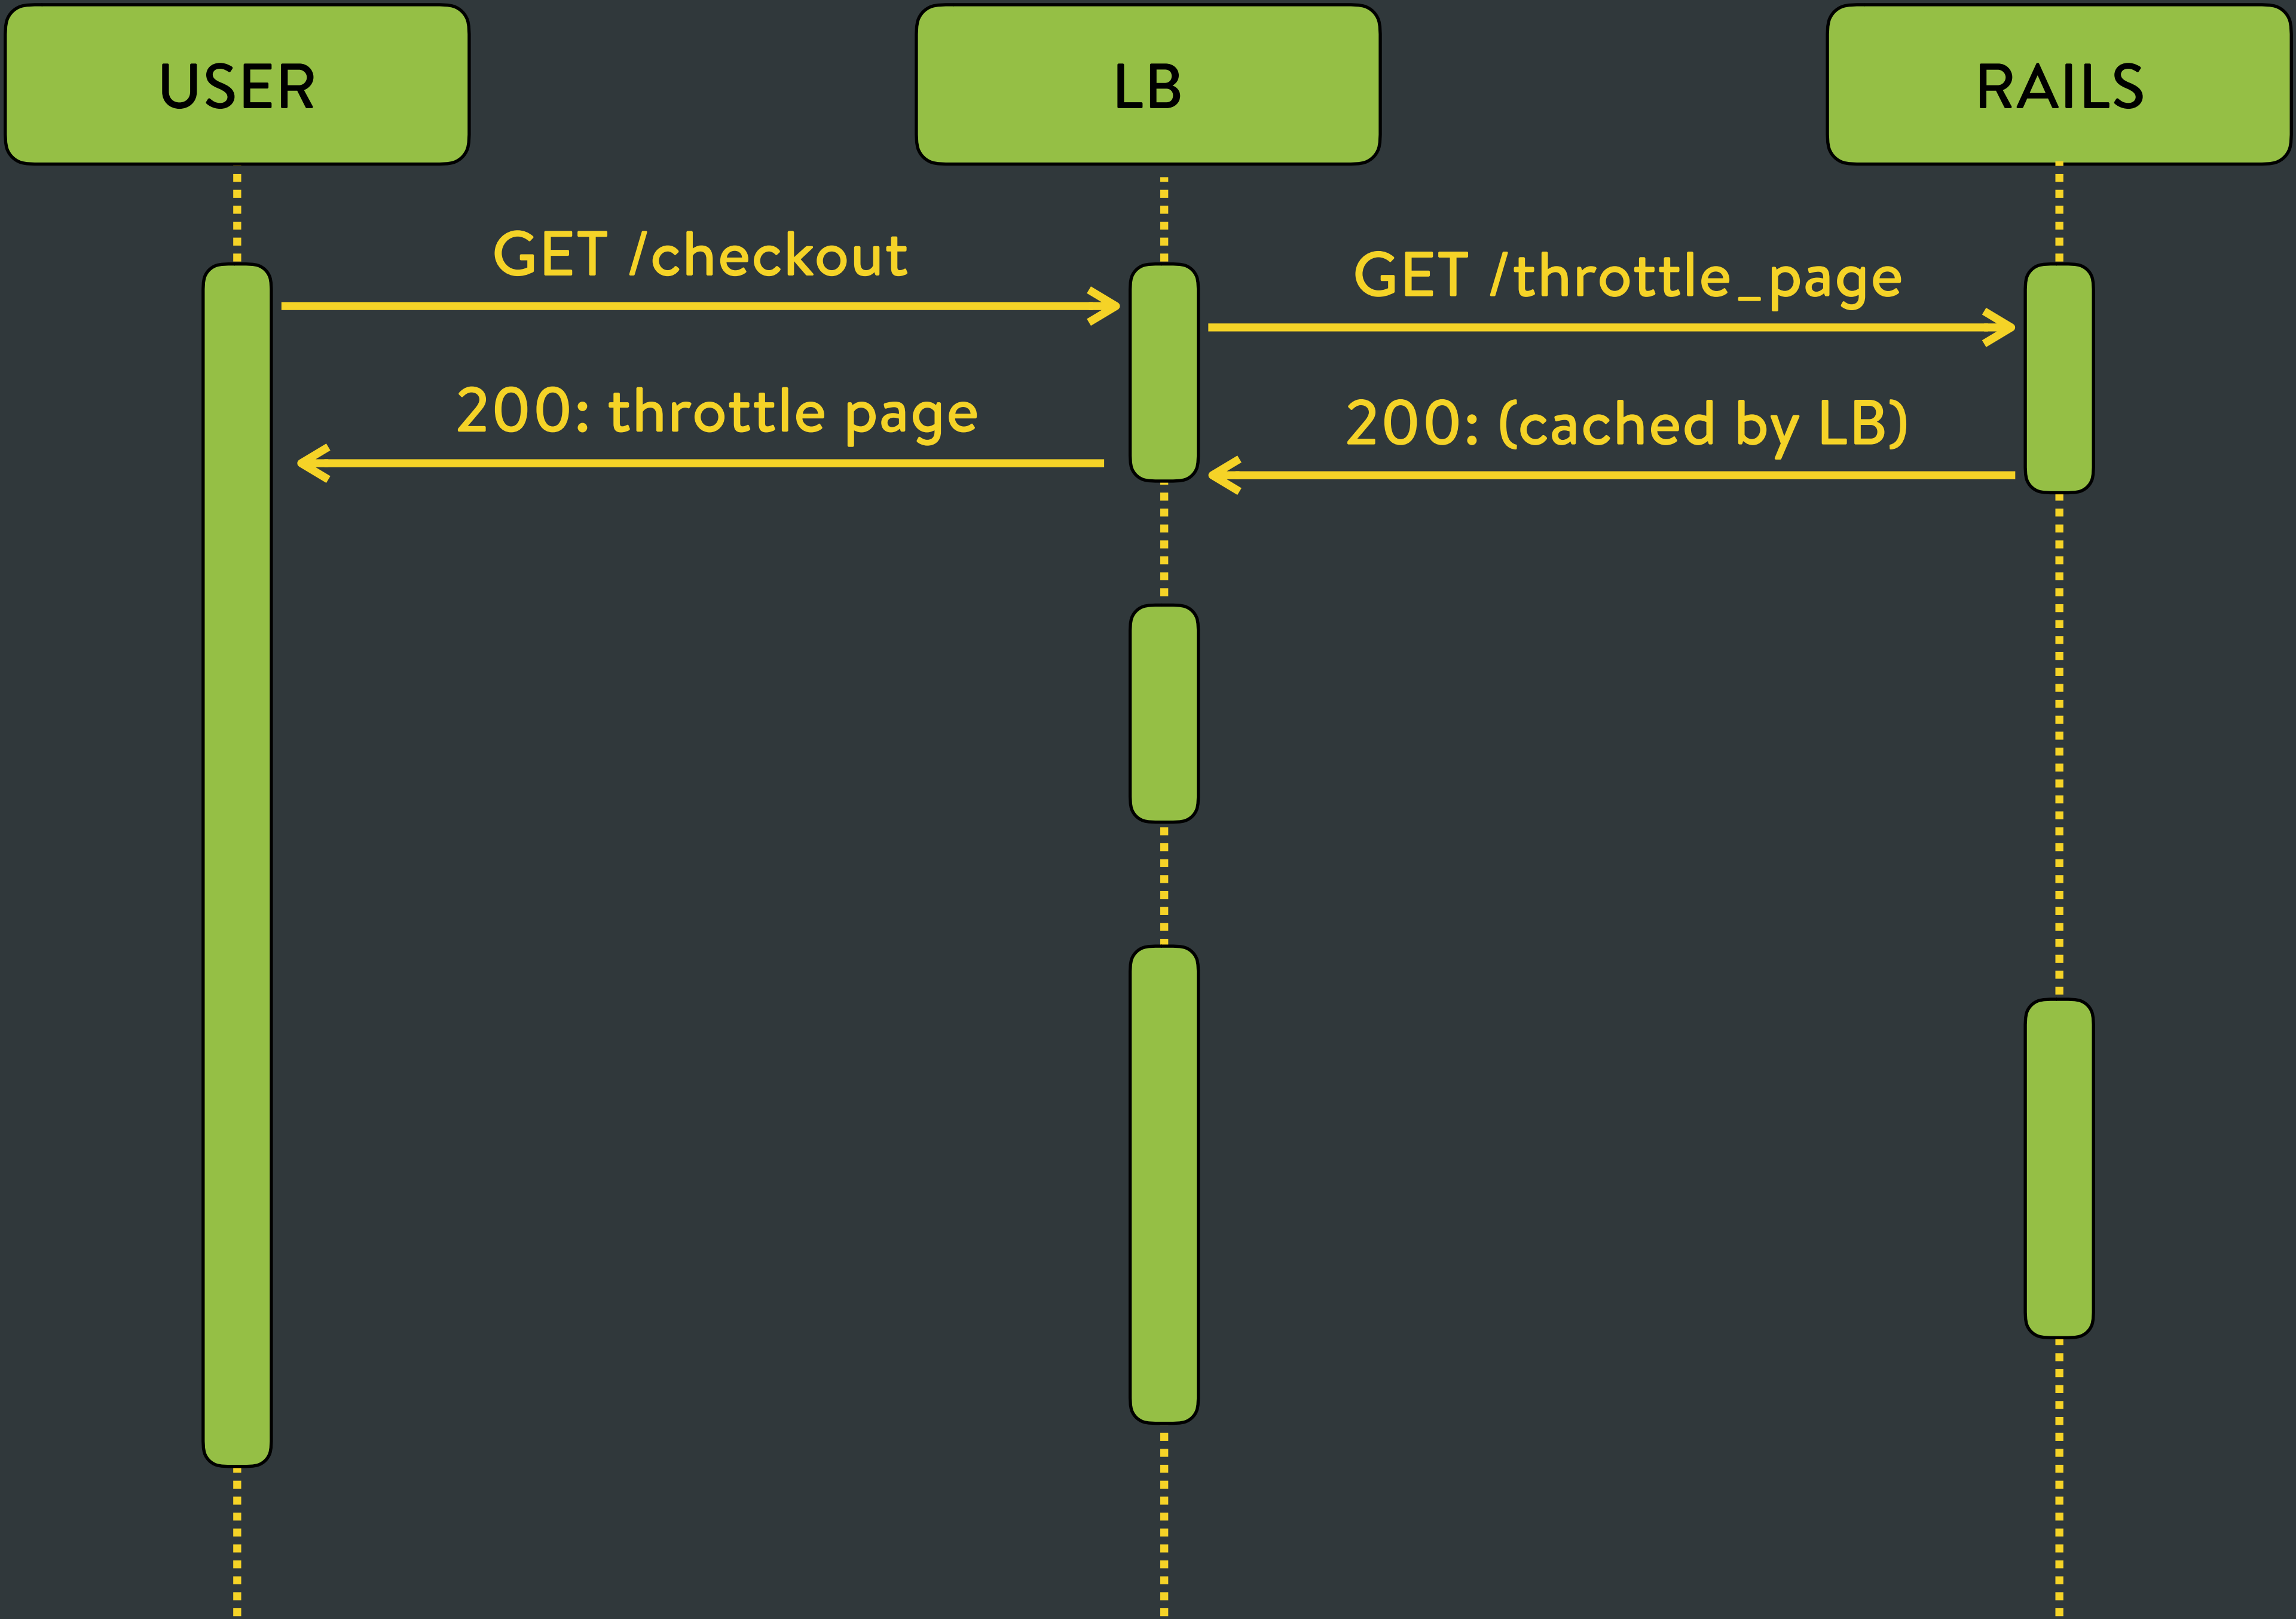 USER
LB
RAILS
GET /checkout
GET /throttle_page
200: throttle page
200: (cached by LB)